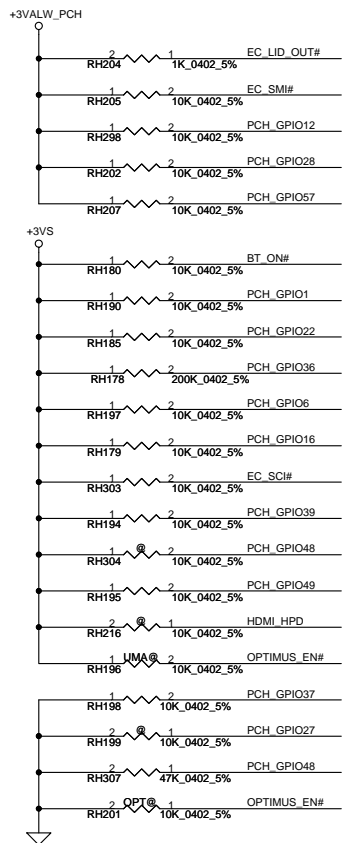 +3VALW_PCH
2 1 EC_LID_OUT#
RH204 1K_0402_5%
1 2 EC_SMI#
RH205 10K_0402_5%
1 2 PCH_GPIO12
RH298 10K_0402_5%
1 2 PCH_GPIO28
RH202 10K_0402_5%
1 2 PCH_GPIO57
RH207 10K_0402_5%
+3VS
1 2 BT_ON#
RH180 10K_0402_5%
1 2 PCH_GPIO1
RH190 10K_0402_5%
1 2 PCH_GPIO22
RH185 10K_0402_5%
1 2 PCH_GPIO36
RH178 200K_0402_5%
1 2 PCH_GPIO6
RH197 10K_0402_5%
1 2 PCH_GPIO16
RH179 10K_0402_5%
1 2 EC_SCI#
RH303 10K_0402_5%
1 2 PCH_GPIO39
RH194 10K_0402_5%
1 @ 2 PCH_GPIO48
RH304 10K_0402_5%
1 2 PCH_GPIO49
RH195 10K_0402_5%
2 @ 1 HDMI_HPD
RH216 10K_0402_5%
1 UMA@ 2 OPTIMUS_EN#
RH196 10K_0402_5%
1 2 PCH_GPIO37
RH198 10K_0402_5%
2 @ 1 PCH_GPIO27
RH199 10K_0402_5%
2 1 PCH_GPIO48
RH307 47K_0402_5%
2 OPT@ 1 OPTIMUS_EN#
RH201 10K_0402_5%